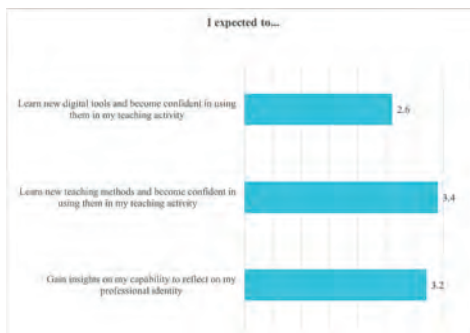 I expected to...
Learn new digital tools and become confident in using
them in my teaching activity
2.6
Learn new teaching methods and become confident in
using them in my teaching activity
3.4
Gain insights on my capability to reflect on my
professional identity
3.2